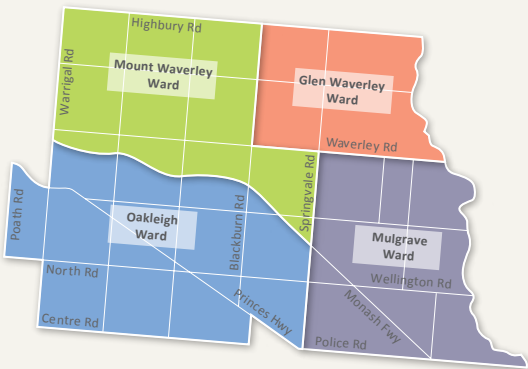 Highbury Rd
Mount Waverley
Ward
Glen Waverley
Ward
Warrigal Rd
Waverley Rd
Springvale Rd
Poath Rd
Oakleigh
Ward
Blackburn Rd
Mulgrave
Ward
North Rd
Wellington Rd
Princes Hwy
Monash Fwy
Centre Rd
Police Rd